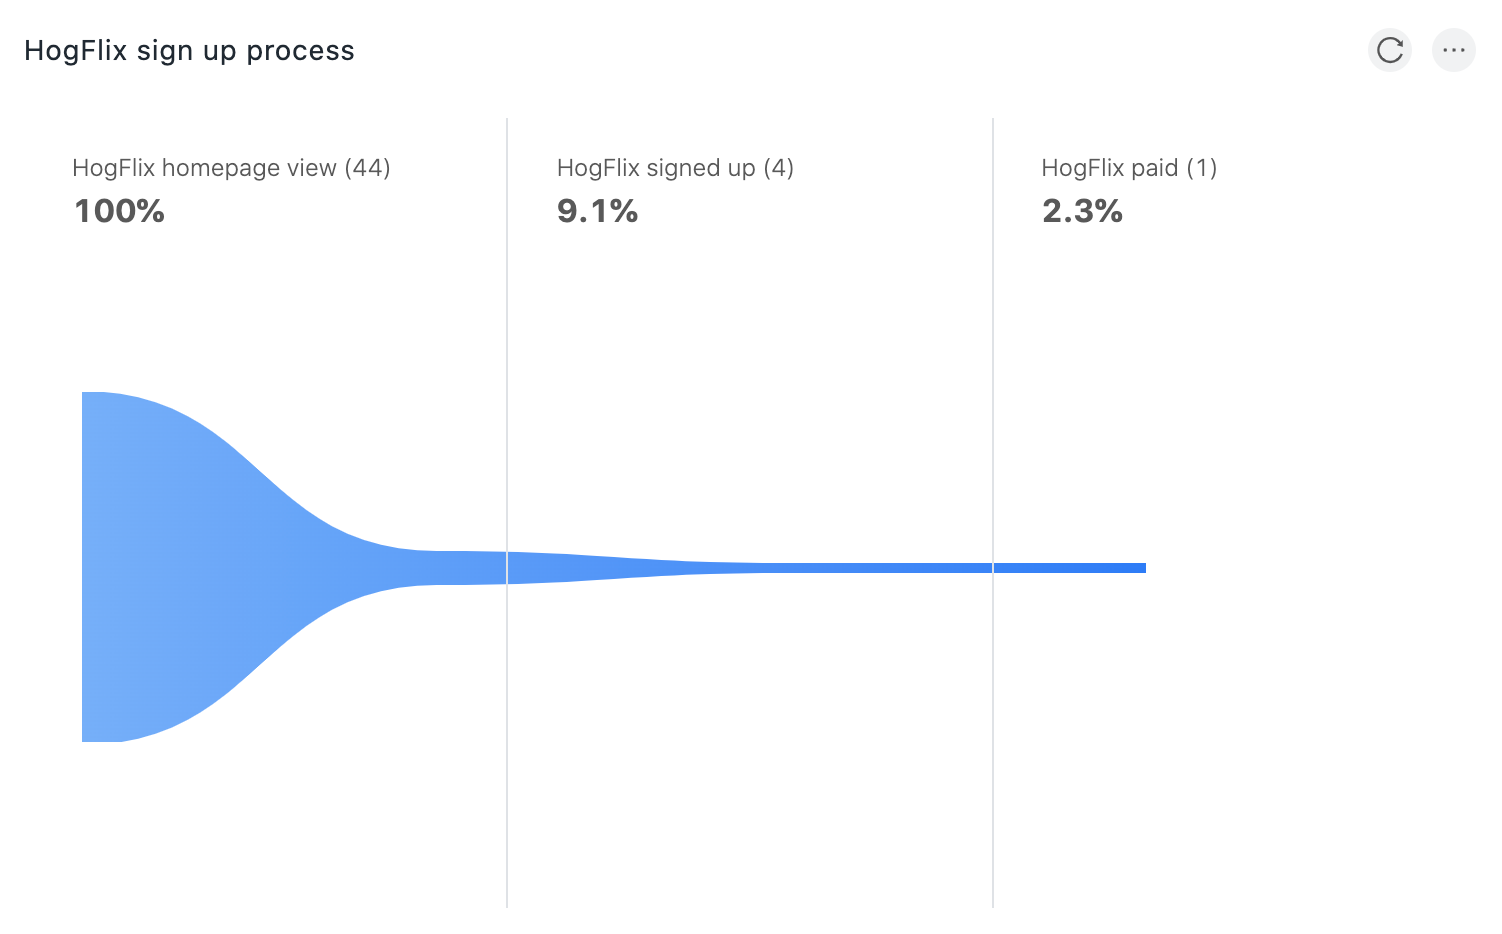 HogFlix sign up process
HogFlix homepage view (44)
100%
HogFlix signed up (4)
9.1%
HogFlix paid (1)
2.3%